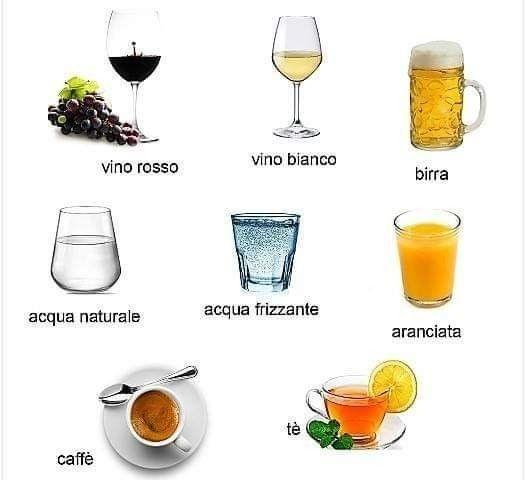 vino rosso
vino bianco
birra
acqua naturale
acqua frizzante
aranciata
caffè
tè